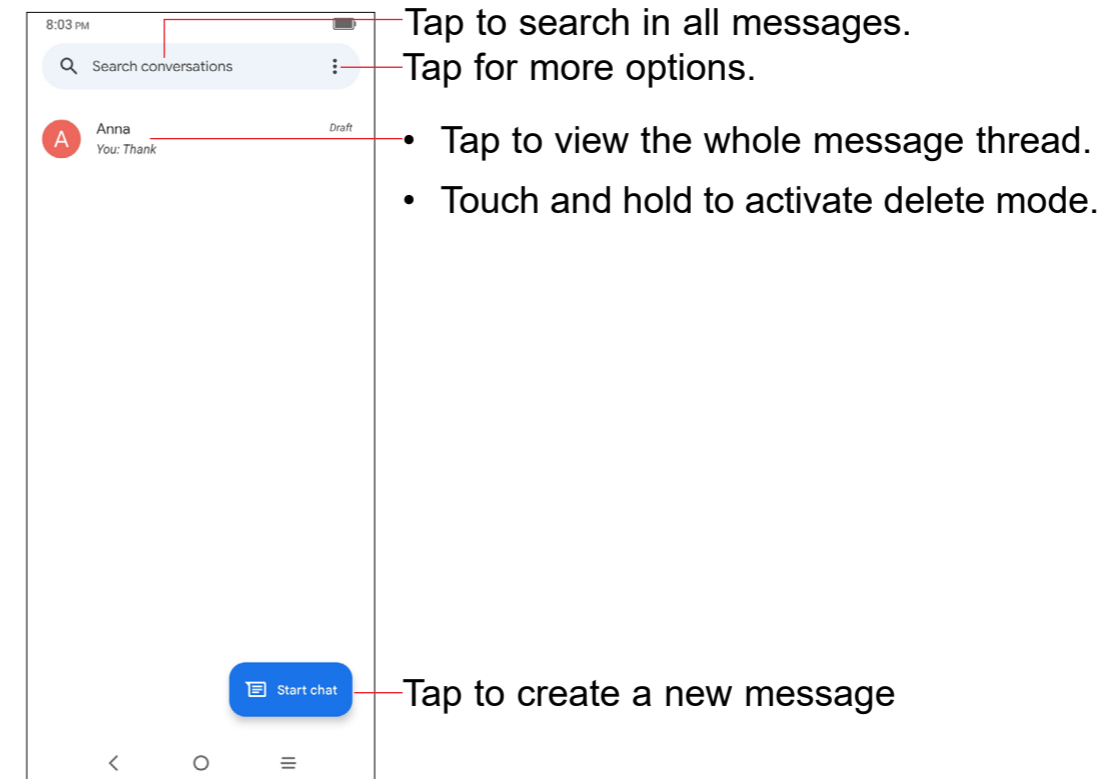 8:03 PM
Tap to search in all messages.
Search conversations
Tap for more options.
A
Anna
Draft
You: Thank
• Tap to view the whole message thread.
• Touch and hold to activate delete mode.
Start chat
Tap to create a new message